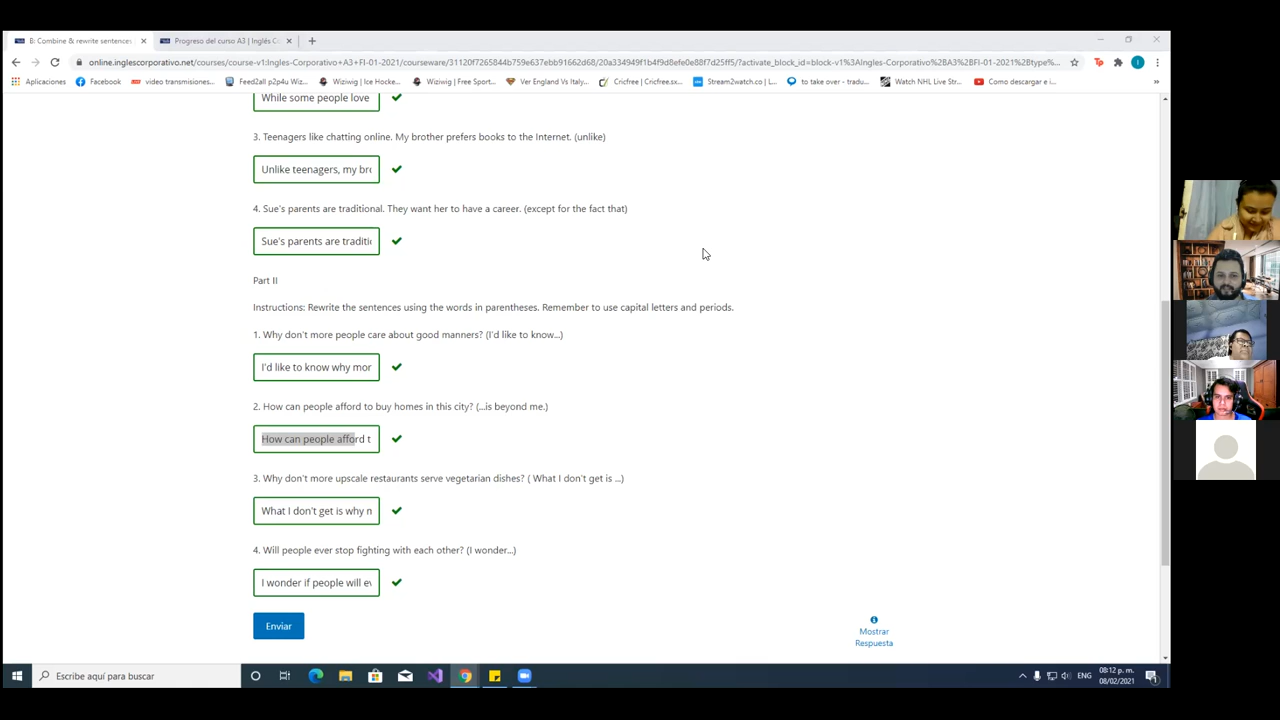 B: Combine & rewrite sentences
Progreso del curso A3 | Inglés C
online.inglescorporativo.net/courses/course-v1:Ingles-Corporativo+A3+FI-01-2021/courseware/31120f7265844b759e637ebb91662d68/20a334949f1b4f9d8efe0e88f7d25ff5/?activate_block_id=block-v1%3AIngles-Corporativo%2BA3%2BFI-01-2021%2Btype%...
Aplicaciones Facebook video transmisiones... Feed2all p2p4u Wizi... Wiziwig | Ice Hocke... Wiziwig | Free Sport... Ver England Vs Italy... Cricfree | Cricfree.sx... Stream2watch.co | L... to take over - tradu... Watch NHL Live Str... Como descargar e i... »
While some people love
3. Teenagers like chatting online. My brother prefers books to the Internet. (unlike)
Unlike teenagers, my bro
4. Sue's parents are traditional. They want her to have a career. (except for the fact that)
Sue's parents are traditio
Part II
Instructions: Rewrite the sentences using the words in parentheses. Remember to use capital letters and periods.
1. Why don't more people care about good manners? (I'd like to know...)
I'd like to know why mor
2. How can people afford to buy homes in this city? (...is beyond me.)
How can people afford t
3. Why don't more upscale restaurants serve vegetarian dishes? ( What I don't get is ...)
What I don't get is why m
4. Will people ever stop fighting with each other? (I wonder...)
I wonder if people will ev
Enviar
Mostrar
Respuesta
Escribe aquí para buscar
ENG
08:12 p. m.
08/02/2021